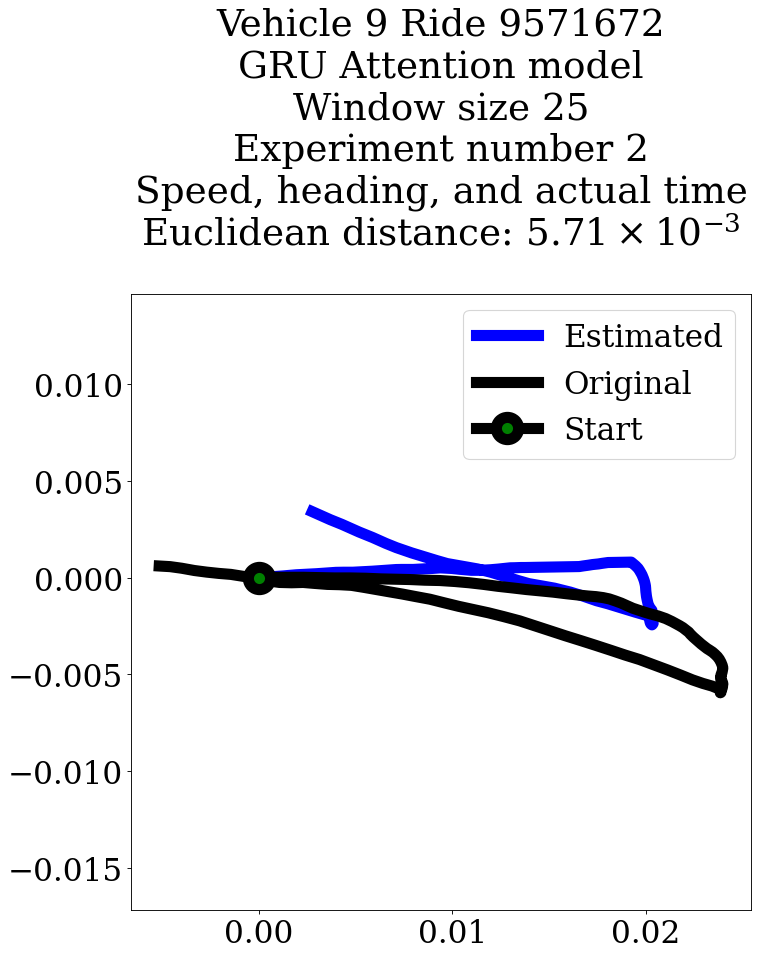 Vehicle 9 Ride 9571672
GRU Attention model
Window size 25
Experiment number 2
Speed, heading, and actual time
Euclidean distance: 5.71 × 10⁻³
Estimated
Original
Start
0.010
0.005
0.000
−0.005
−0.010
−0.015
0.00 0.01 0.02